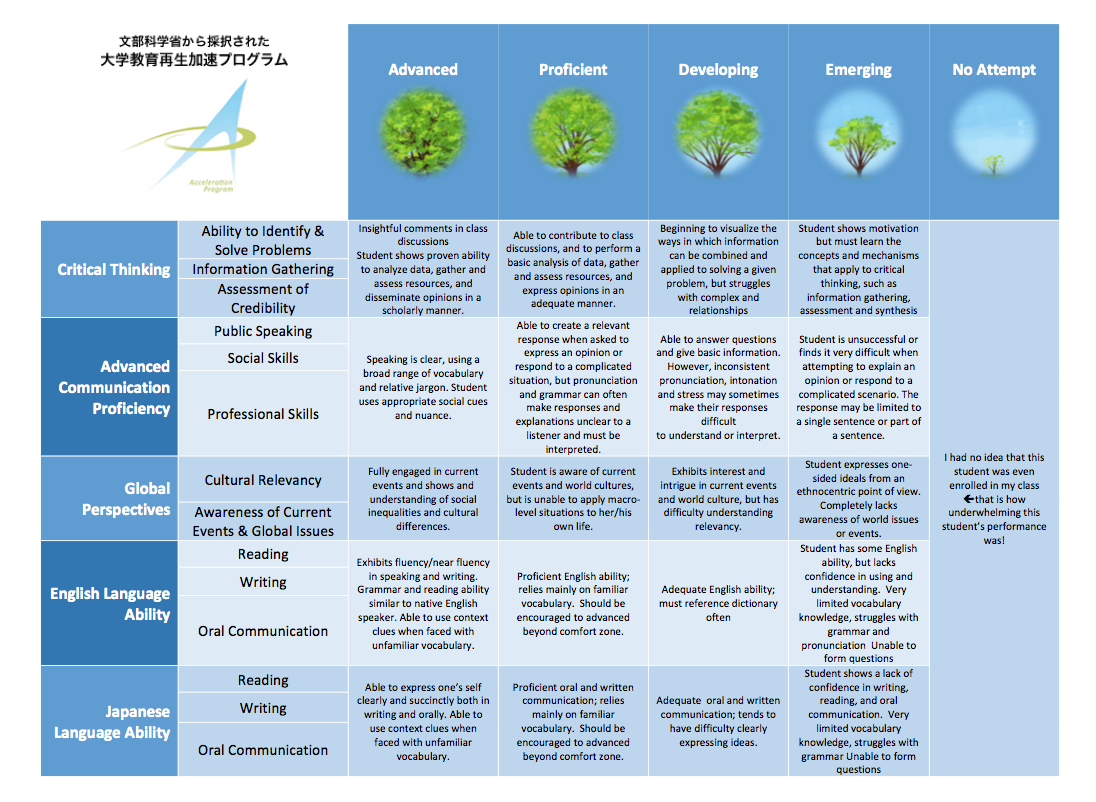 文部科学省から採択された
大学教育再生加速プログラム
Acceleration
Program
Advanced
Proficient
Developing
Emerging
No Attempt
Critical Thinking
Ability to Identify &
Solve Problems
Information Gathering
Assessment of
Credibility
Insightful comments in class
discussions
Student shows proven ability
to analyze data, gather and
assess resources, and
disseminate opinions in a
scholarly manner.
Able to contribute to class
discussions, and to perform a
basic analysis of data, gather
and assess resources, and
express opinions in an
adequate manner.
Beginning to visualize the
ways in which information
can be combined and
applied to solving a given
problem, but struggles
with complex and
relationships
Student shows motivation
but must learn the
concepts and mechanisms
that apply to critical
thinking, such as
information gathering,
assessment and synthesis
Advanced
Communication
Proficiency
Public Speaking
Social Skills
Professional Skills
Speaking is clear, using a
broad range of vocabulary
and relative jargon. Student
uses appropriate social cues
and nuance.
Able to create a relevant
response when asked to
express an opinion or
respond to a complicated
situation, but pronunciation
and grammar can often
make responses and
explanations unclear to a
listener and must be
interpreted.
Able to answer questions
and give basic information.
However, inconsistent
pronunciation, intonation
and stress may sometimes
make their responses
difficult
to understand or interpret.
Student is unsuccessful or
finds it very difficult when
attempting to explain an
opinion or respond to a
complicated scenario. The
response may be limited to
a single sentence or part of
a sentence.
Global
Perspectives
Cultural Relevancy
Awareness of Current
Events & Global Issues
Fully engaged in current
events and shows and
understanding of social
inequalities and cultural
differences.
Student is aware of current
events and world cultures,
but is unable to apply macro-
level situations to her/his
own life.
Exhibits interest and
intrigue in current events
and world culture, but has
difficulty understanding
relevancy.
Student expresses one-
sided ideals from an
ethnocentric point of view.
Completely lacks
awareness of world issues
or events.
I had no idea that this
student was even
enrolled in my class
←that is how
underwhelming this
student's performance
was!
English Language
Ability
Reading
Writing
Oral Communication
Exhibits fluency/near fluency
in speaking and writing.
Grammar and reading ability
similar to native English
speaker. Able to use context
clues when faced with
unfamiliar vocabulary.
Proficient English ability;
relies mainly on familiar
vocabulary. Should be
encouraged to advanced
beyond comfort zone.
Adequate English ability;
must reference dictionary
often
Student has some English
ability, but lacks
confidence in using and
understanding. Very
limited vocabulary
knowledge, struggles with
grammar and
pronunciation Unable to
form questions
Japanese
Language Ability
Reading
Writing
Oral Communication
Able to express one's self
clearly and succinctly both in
writing and orally. Able to
use context clues when
faced with unfamiliar
vocabulary.
Proficient oral and written
communication; relies
mainly on familiar
vocabulary. Should be
encouraged to advanced
beyond comfort zone.
Adequate oral and written
communication; tends to
have difficulty clearly
expressing ideas.
Student shows a lack of
confidence in writing,
reading, and oral
communication. Very
limited vocabulary
knowledge, struggles with
grammar Unable to form
questions